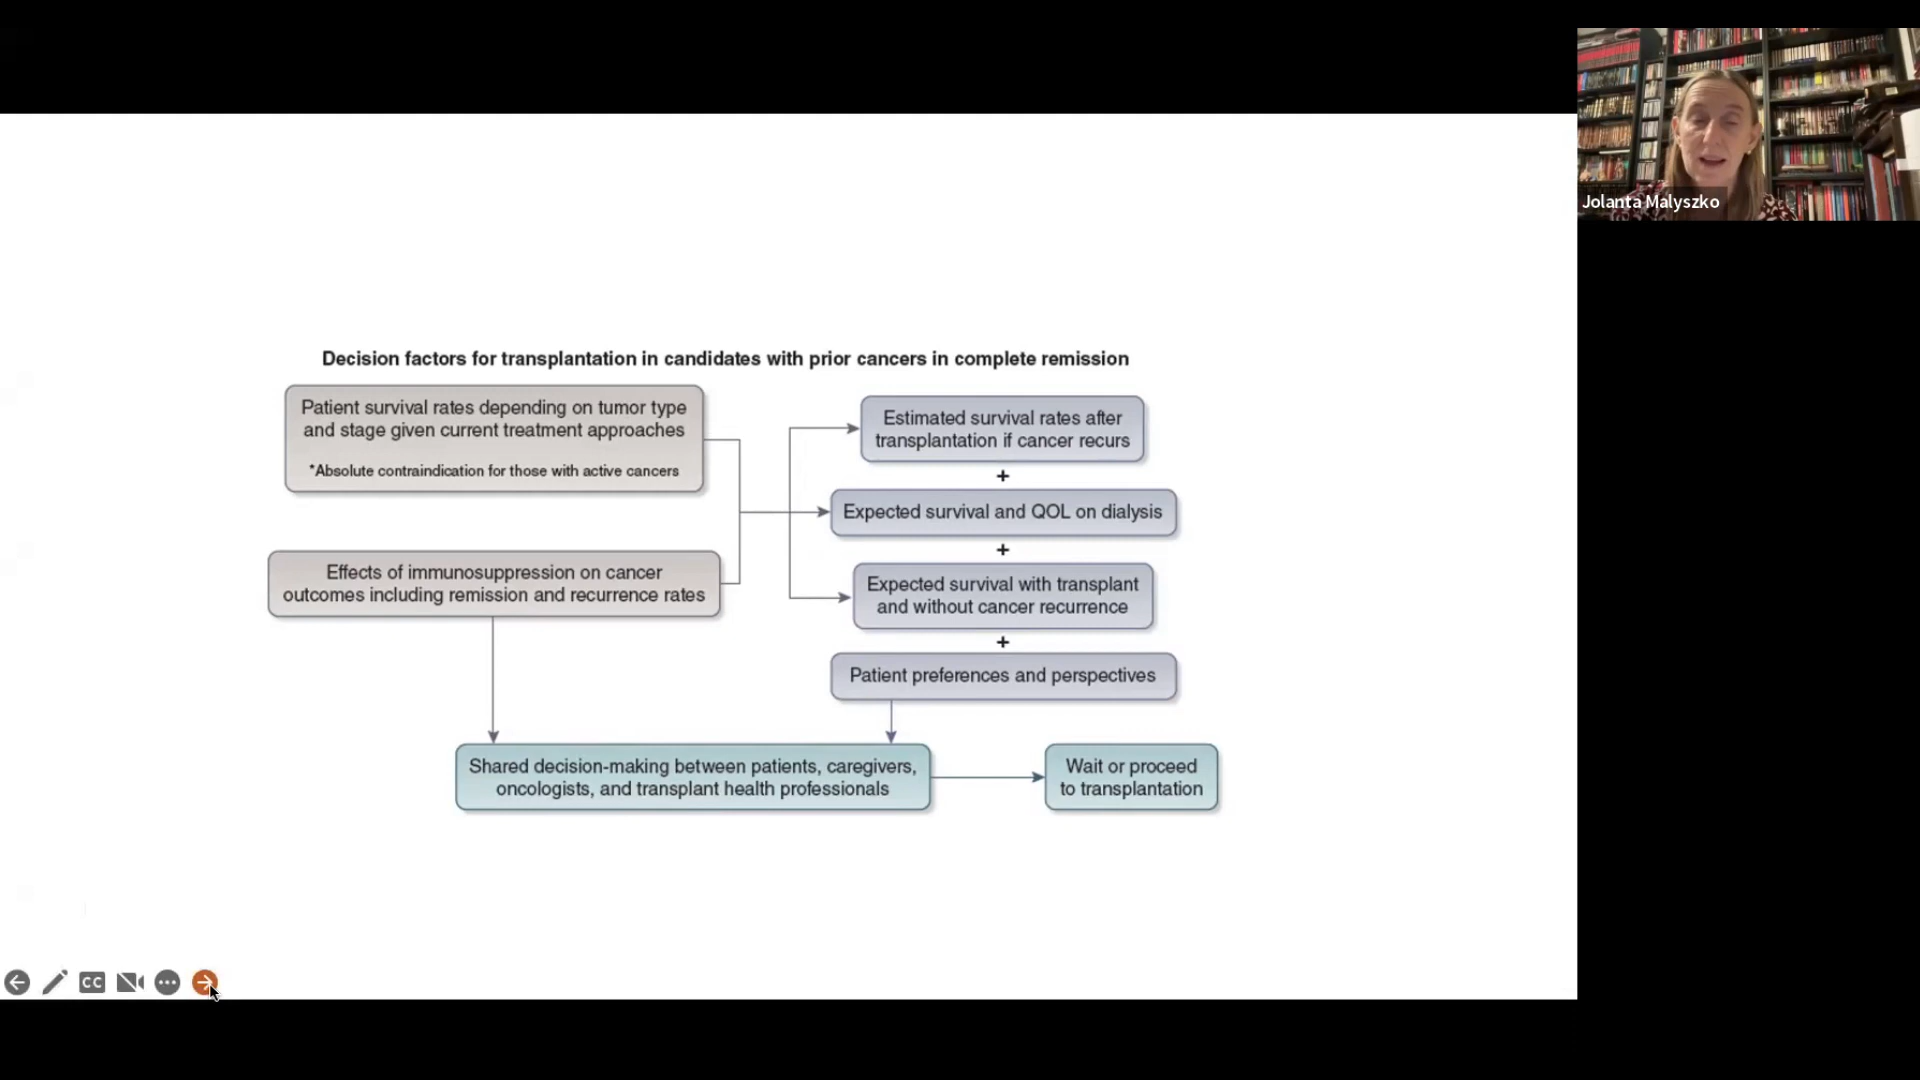 Jolanta Malyszko
Decision factors for transplantation in candidates with prior cancers in complete remission
Patient survival rates depending on tumor type
and stage given current treatment approaches
*Absolute contraindication for those with active cancers
Effects of immunosuppression on cancer
outcomes including remission and recurrence rates
Estimated survival rates after
transplantation if cancer recurs
+
Expected survival and QOL on dialysis
+
Expected survival with transplant
and without cancer recurrence
+
Patient preferences and perspectives
Shared decision-making between patients, caregivers,
oncologists, and transplant health professionals
Wait or proceed
to transplantation
CC